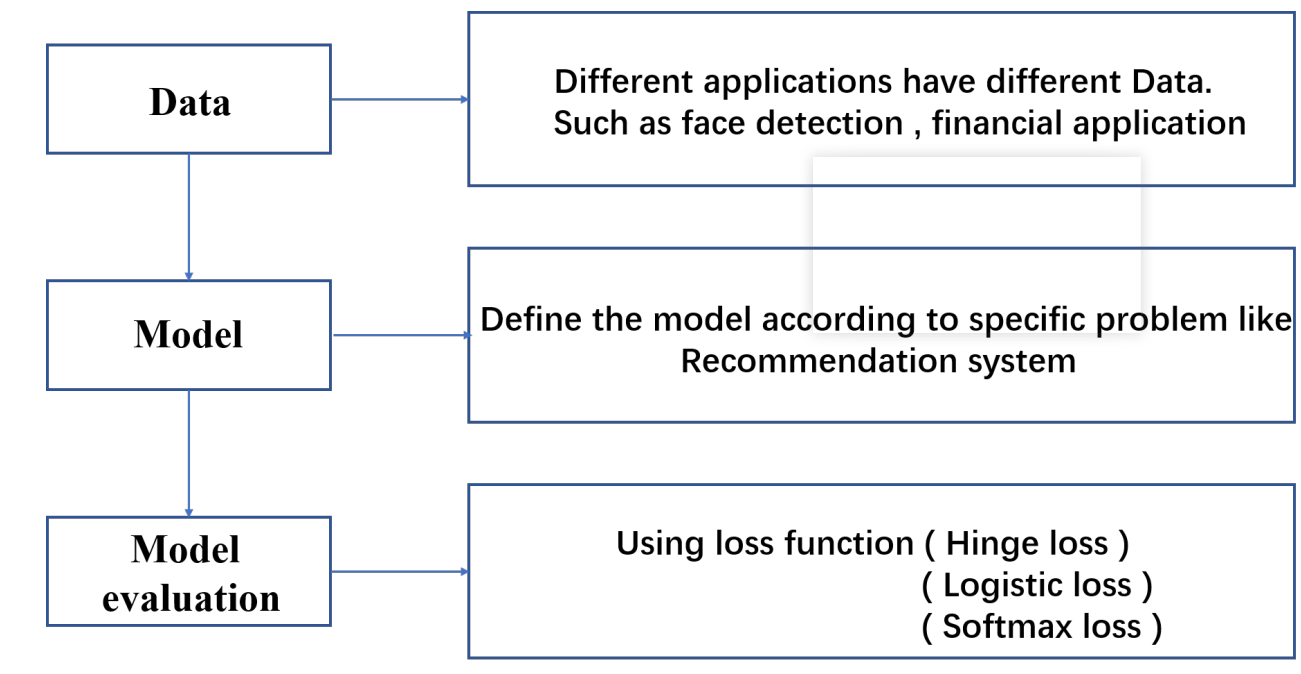 Data
Different applications have different Data.
Such as face detection , financial application
Model
Define the model according to specific problem like
Recommendation system
Model
evaluation
Using loss function ( Hinge loss )
( Logistic loss )
( Softmax loss )